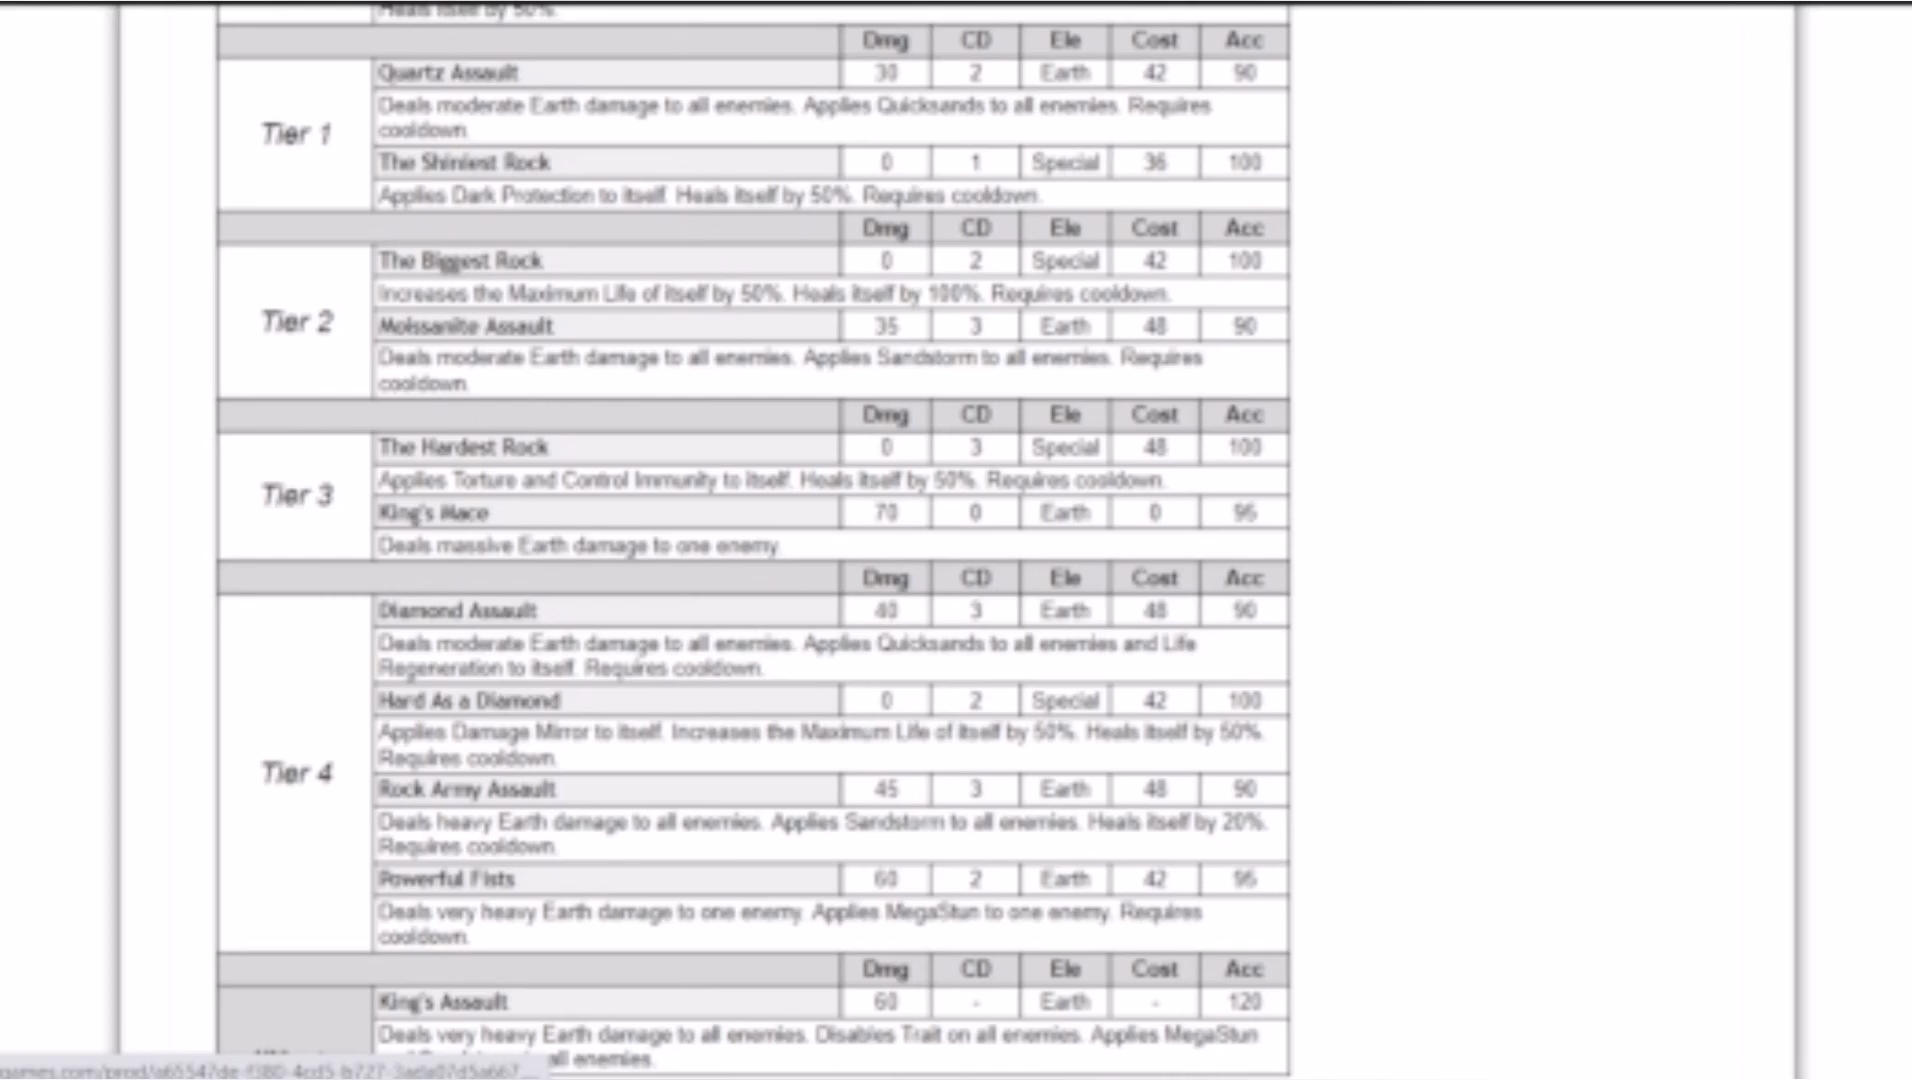 Heals itself by 50%.
Dmg CD Ele Cost Acc
Tier 1
Quartz Assault 30 2 Earth 42 90
Deals moderate Earth damage to all enemies. Applies Quicksands to all enemies. Requires
cooldown.
The Shiniest Rock 0 1 Special 36 100
Applies Dark Protection to itself. Heals itself by 50%. Requires cooldown.
Dmg CD Ele Cost Acc
Tier 2
The Biggest Rock 0 2 Special 42 100
Increases the Maximum Life of itself by 50%. Heals itself by 100%. Requires cooldown.
Moissanite Assault 35 3 Earth 48 90
Deals moderate Earth damage to all enemies. Applies Sandstorm to all enemies. Requires
cooldown.
Dmg CD Ele Cost Acc
Tier 3
The Hardest Rock 0 3 Special 48 100
Applies Torture and Control Immunity to itself. Heals itself by 50%. Requires cooldown.
King's Mace 70 0 Earth 0 95
Deals massive Earth damage to one enemy.
Dmg CD Ele Cost Acc
Tier 4
Diamond Assault 40 3 Earth 48 90
Deals moderate Earth damage to all enemies. Applies Quicksands to all enemies and Life
Regeneration to itself. Requires cooldown.
Hard As a Diamond 0 2 Special 42 100
Applies Damage Mirror to itself. Increases the Maximum Life of itself by 50%. Heals itself by 50%.
Requires cooldown.
Rock Army Assault 45 3 Earth 48 90
Deals heavy Earth damage to all enemies. Applies Sandstorm to all enemies. Heals itself by 20%.
Requires cooldown.
Powerful Fists 60 2 Earth 42 95
Deals very heavy Earth damage to one enemy. Applies MegaStun to one enemy. Requires
cooldown.
Dmg CD Ele Cost Acc
King's Assault 60 - Earth - 120
Deals very heavy Earth damage to all enemies. Disables Trait on all enemies. Applies MegaStun
all enemies.